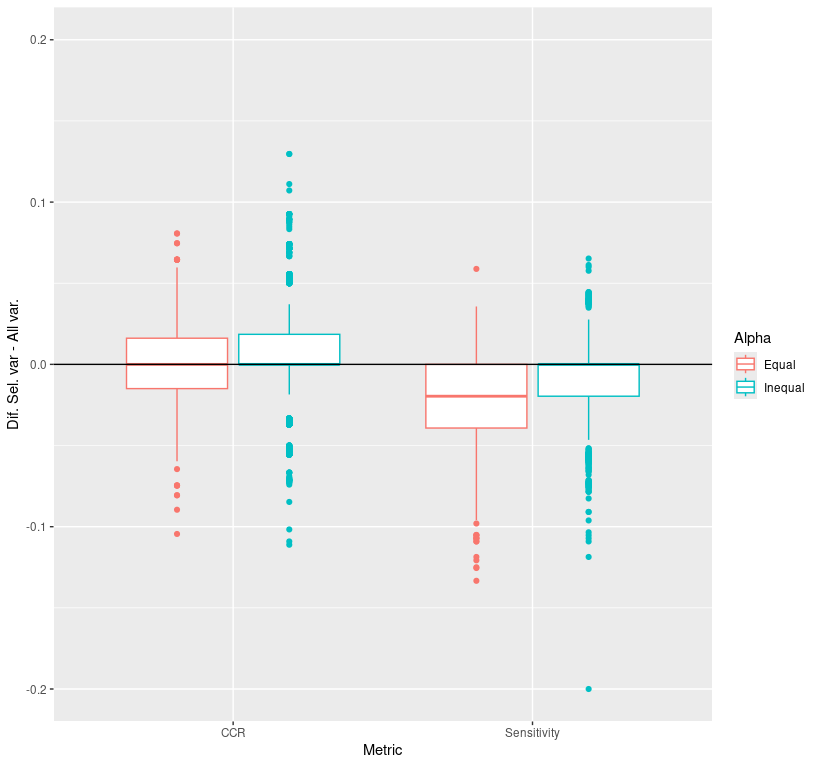 0.2
0.1
0.0
-0.1
-0.2
Dif. Sel. var - All var.
CCR
Sensitivity
Metric
Alpha
Equal
Inequal